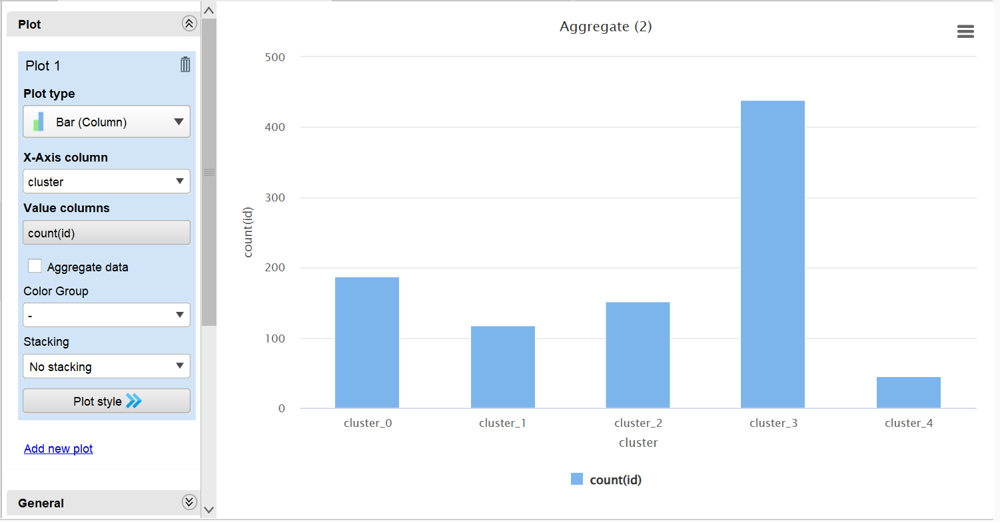 Plot
Plot 1
Plot type
Bar (Column)
X-Axis column
cluster
Value columns
count(id)
Aggregate data
Color Group
-
Stacking
No stacking
Plot style
Add new plot
General
Aggregate (2)
500
400
300
200
100
0
count(id)
cluster_0 cluster_1 cluster_2 cluster_3 cluster_4
cluster
count(id)